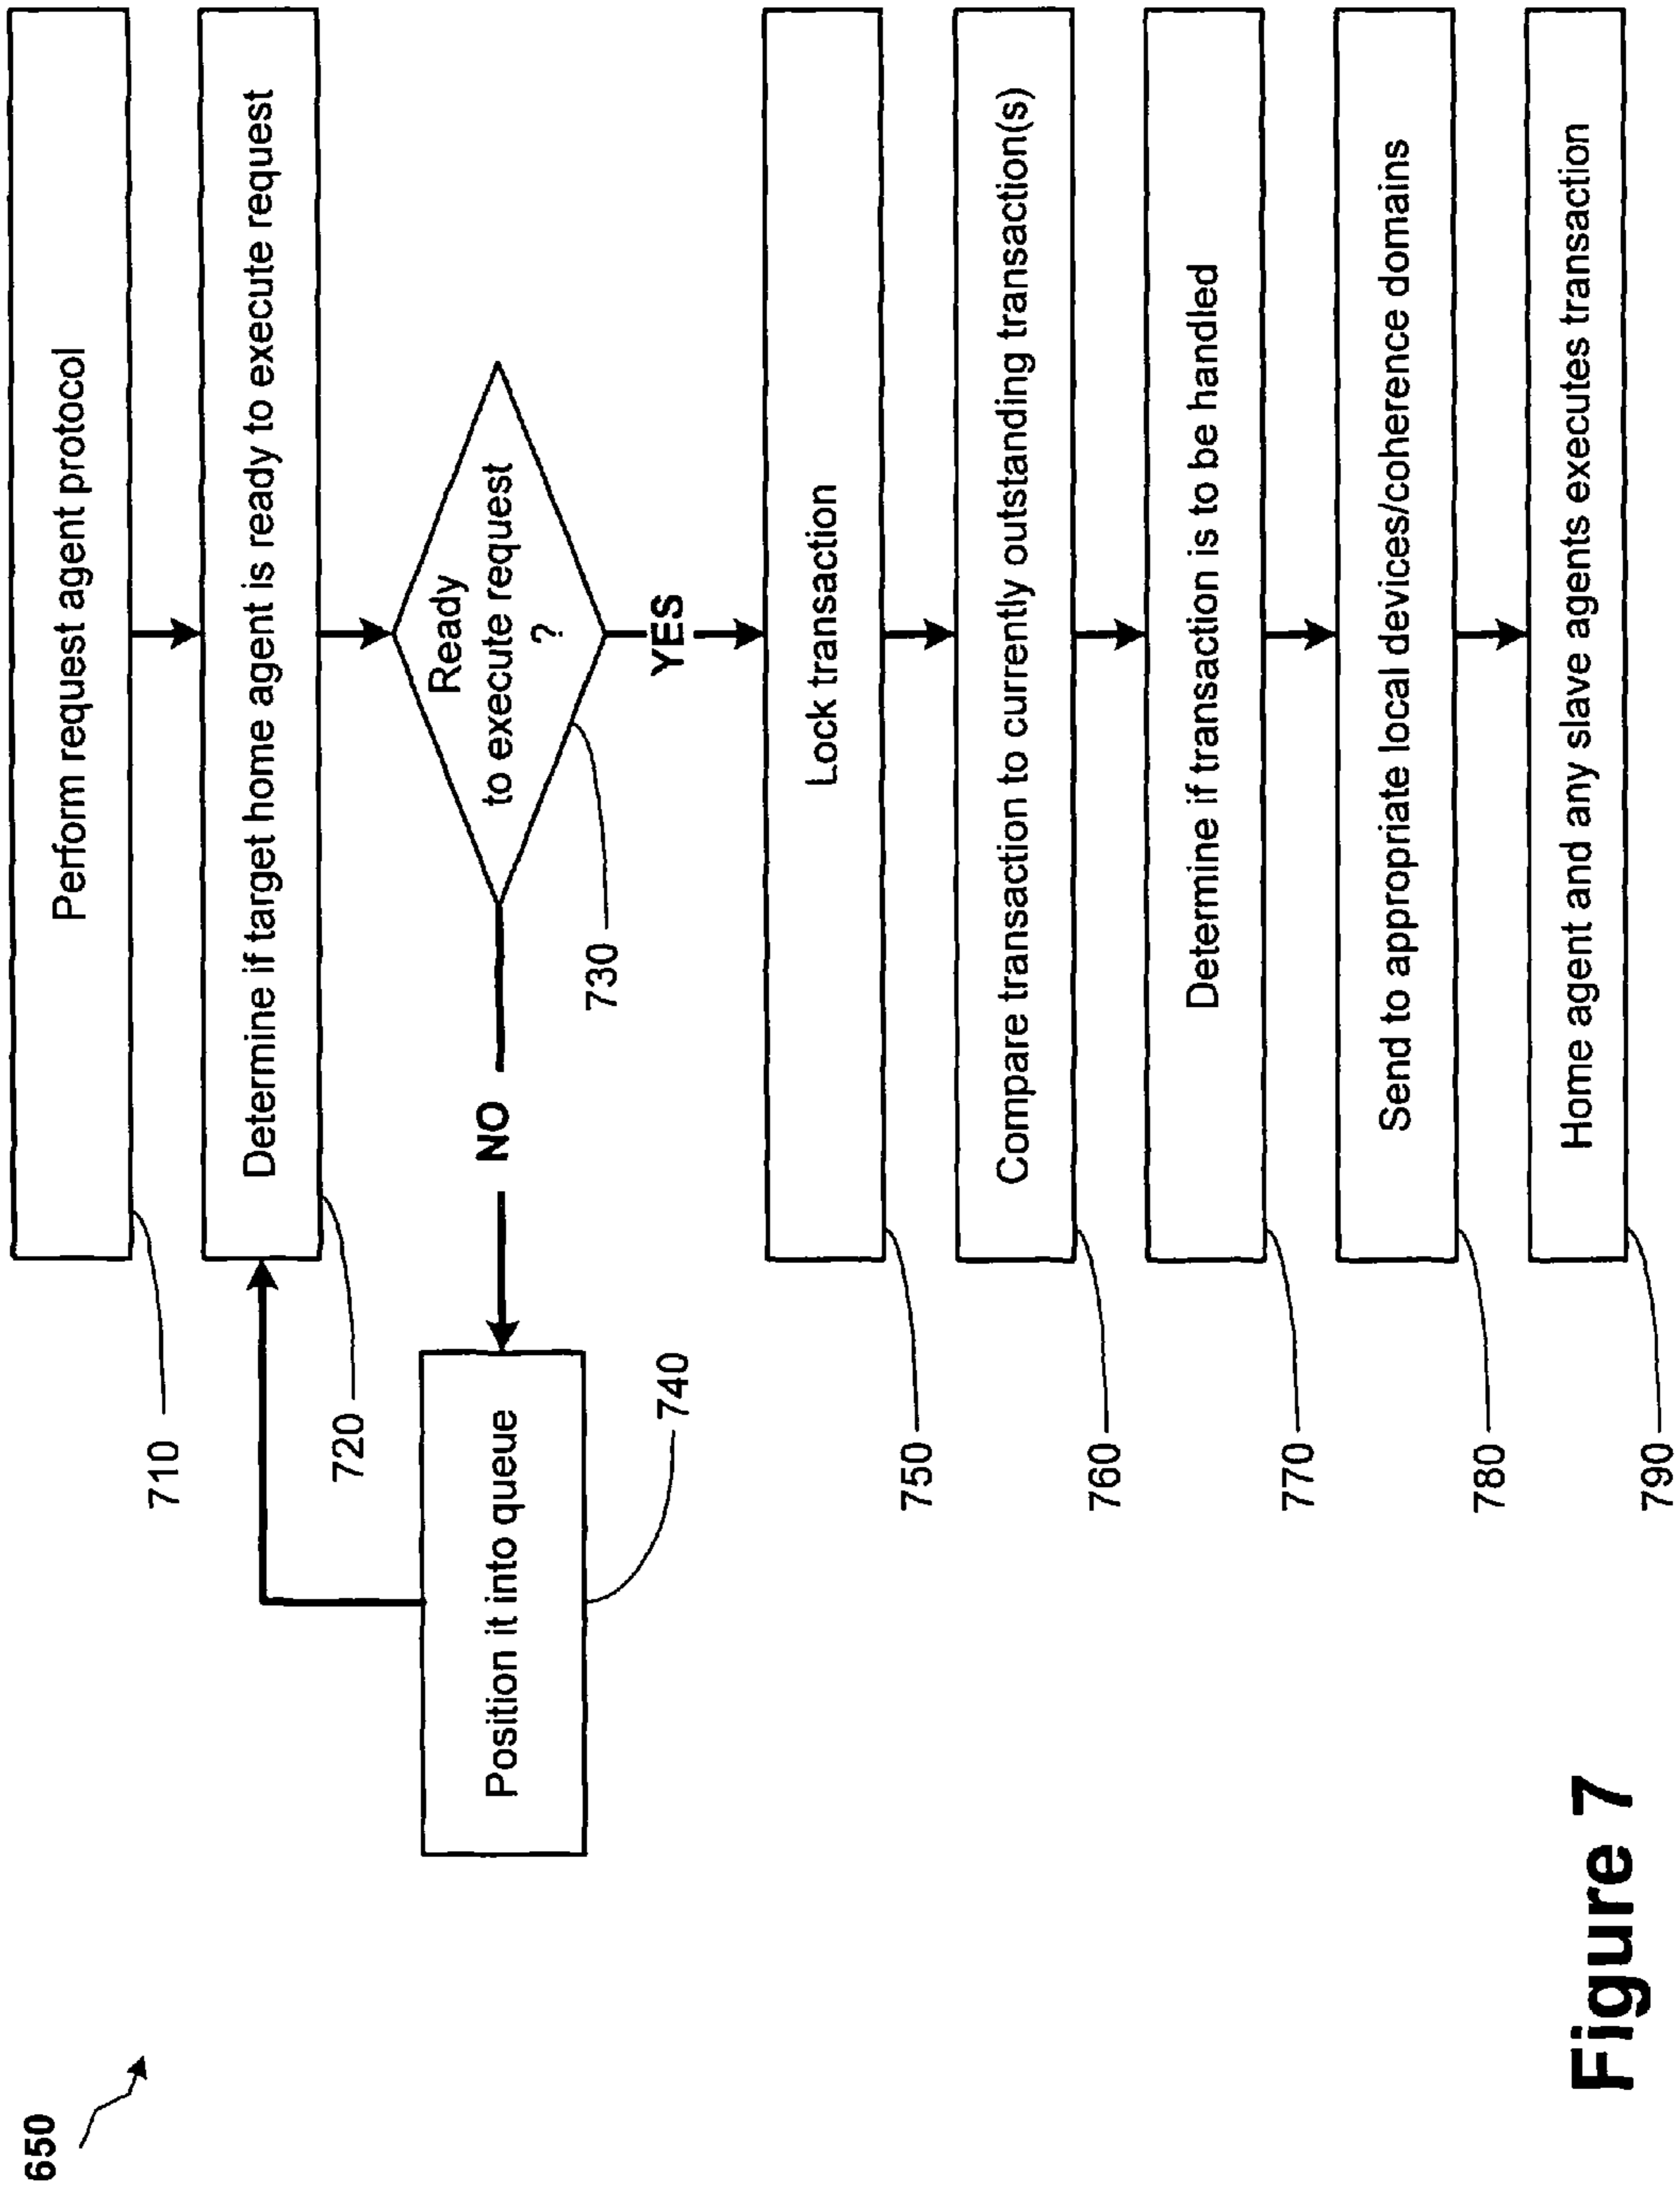 650
Perform request agent protocol
710
Determine if target home agent is ready to execute request
720
Ready
to execute request
?
730
NO
Position it into queue
740
YES
Lock transaction
750
Compare transaction to currently outstanding transaction(s)
760
Determine if transaction is to be handled
770
Send to appropriate local devices/coherence domains
780
Home agent and any slave agents executes transaction
790
Figure 7